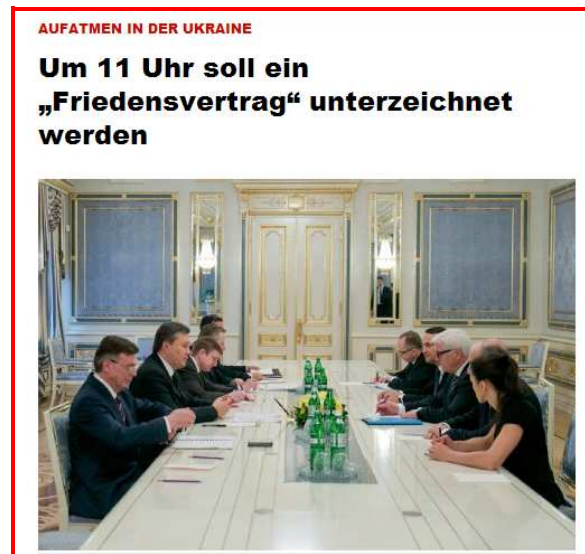 AUFATMEN IN DER UKRAINE
Um 11 Uhr soll ein
„Friedensvertrag“ unterzeichnet
werden